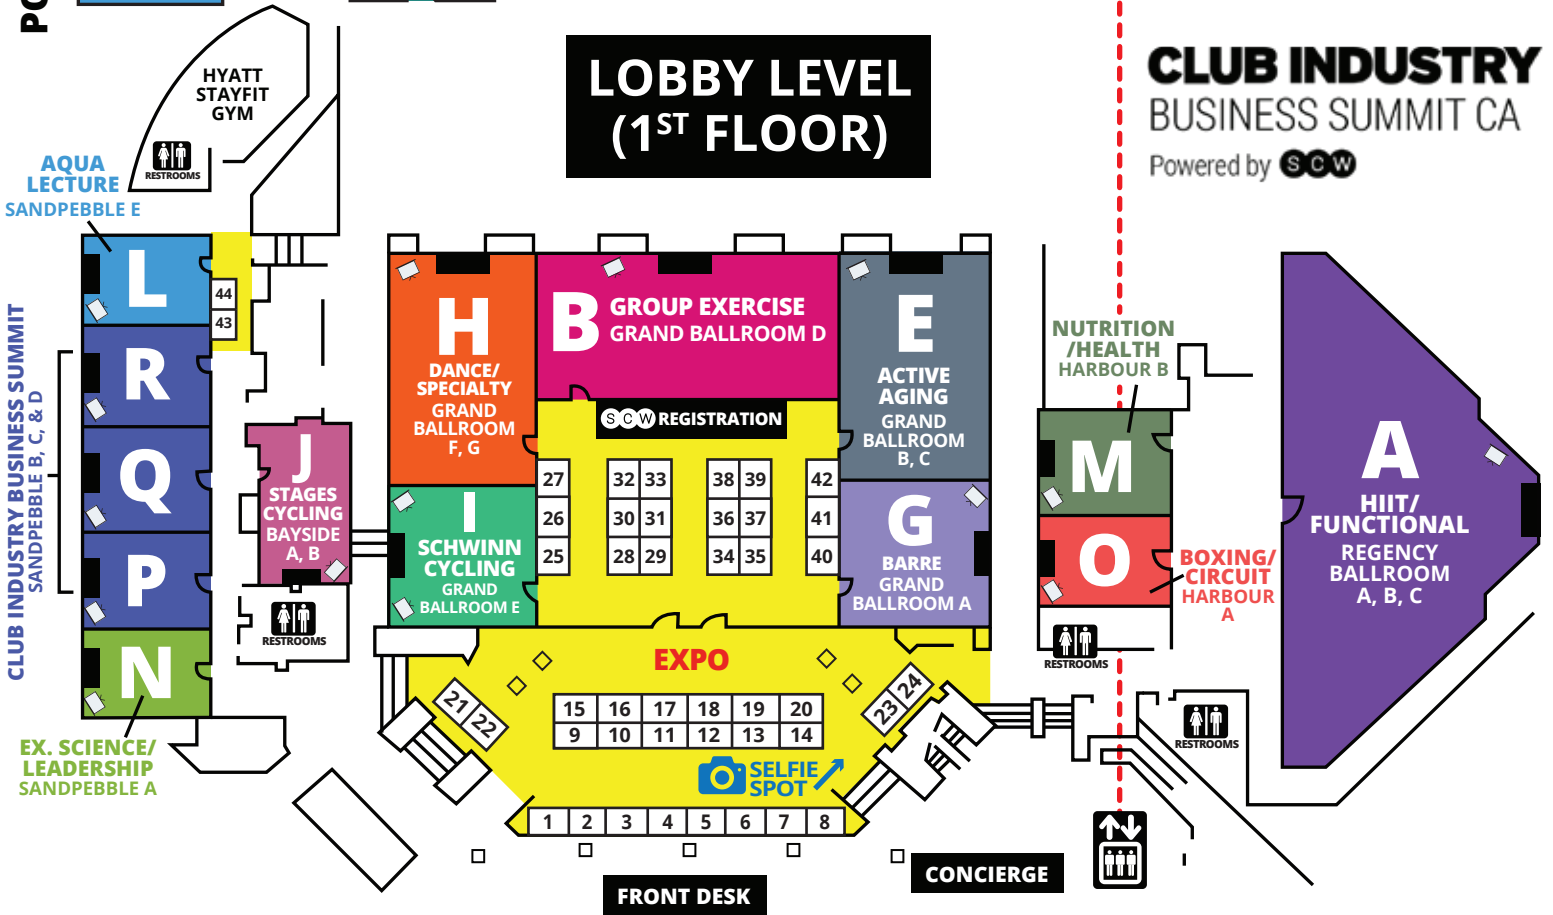 PO
LOBBY LEVEL
(1ST FLOOR)
CLUB INDUSTRY
BUSINESS SUMMIT CA
Powered by SCW
HYATT
STAYFIT
GYM
RESTROOMS
AQUA
LECTURE
SANDPEBBLE E
L
44
43
CLUB INDUSTRY BUSINESS SUMMIT
SANDPEBBLE B, C, & D
R
Q
P
N
EX. SCIENCE/
LEADERSHIP
SANDPEBBLE A
J
STAGES
CYCLING
BAYSIDE
A, B
RESTROOMS
H
DANCE/
SPECIALTY
GRAND
BALLROOM
F, G
I
SCHWINN
CYCLING
GRAND
BALLROOM E
B
GROUP EXERCISE
GRAND BALLROOM D
SCW REGISTRATION
E
ACTIVE
AGING
GRAND
BALLROOM
B, C
G
BARRE
GRAND
BALLROOM A
27 32 33 38 39 42
26 30 31 36 37 41
25 28 29 34 35 40
EXPO
21 22
23 24
15 16 17 18 19 20
9 10 11 12 13 14
SELFIE
SPOT
1 2 3 4 5 6 7 8
FRONT DESK
CONCIERGE
NUTRITION
/HEALTH
HARBOUR B
M
O
BOXING/
CIRCUIT
HARBOUR
A
RESTROOMS
RESTROOMS
A
HIIT/
FUNCTIONAL
REGENCY
BALLROOM
A, B, C